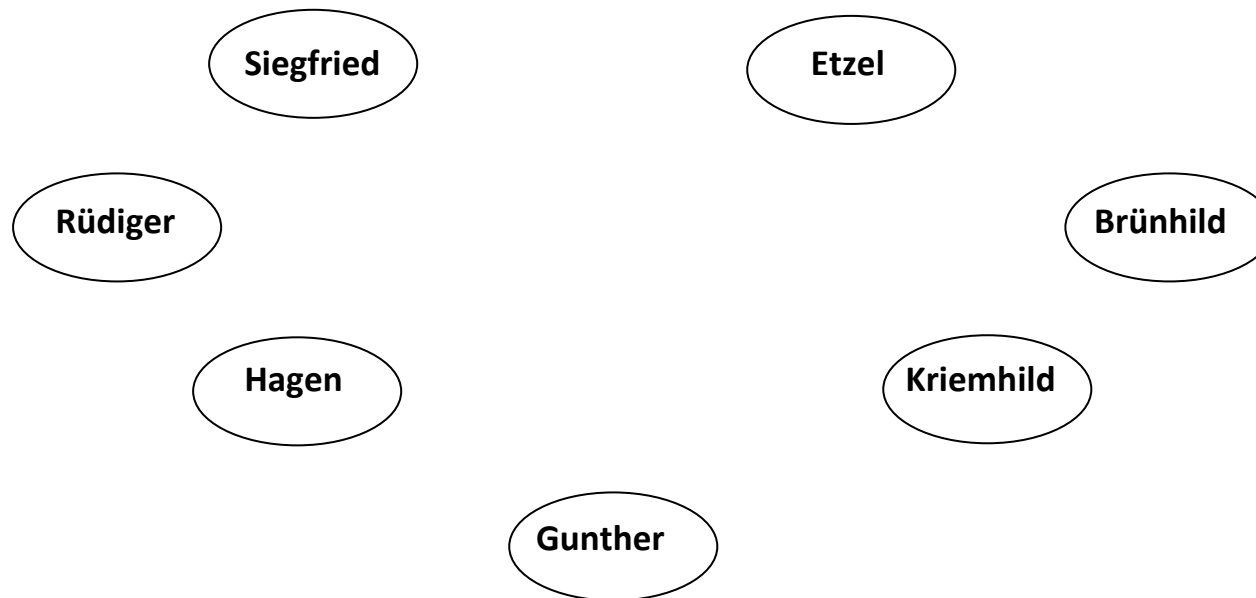 Siegfried
Etzel
Rüdiger
Brünhild
Hagen
Kriemhild
Gunther